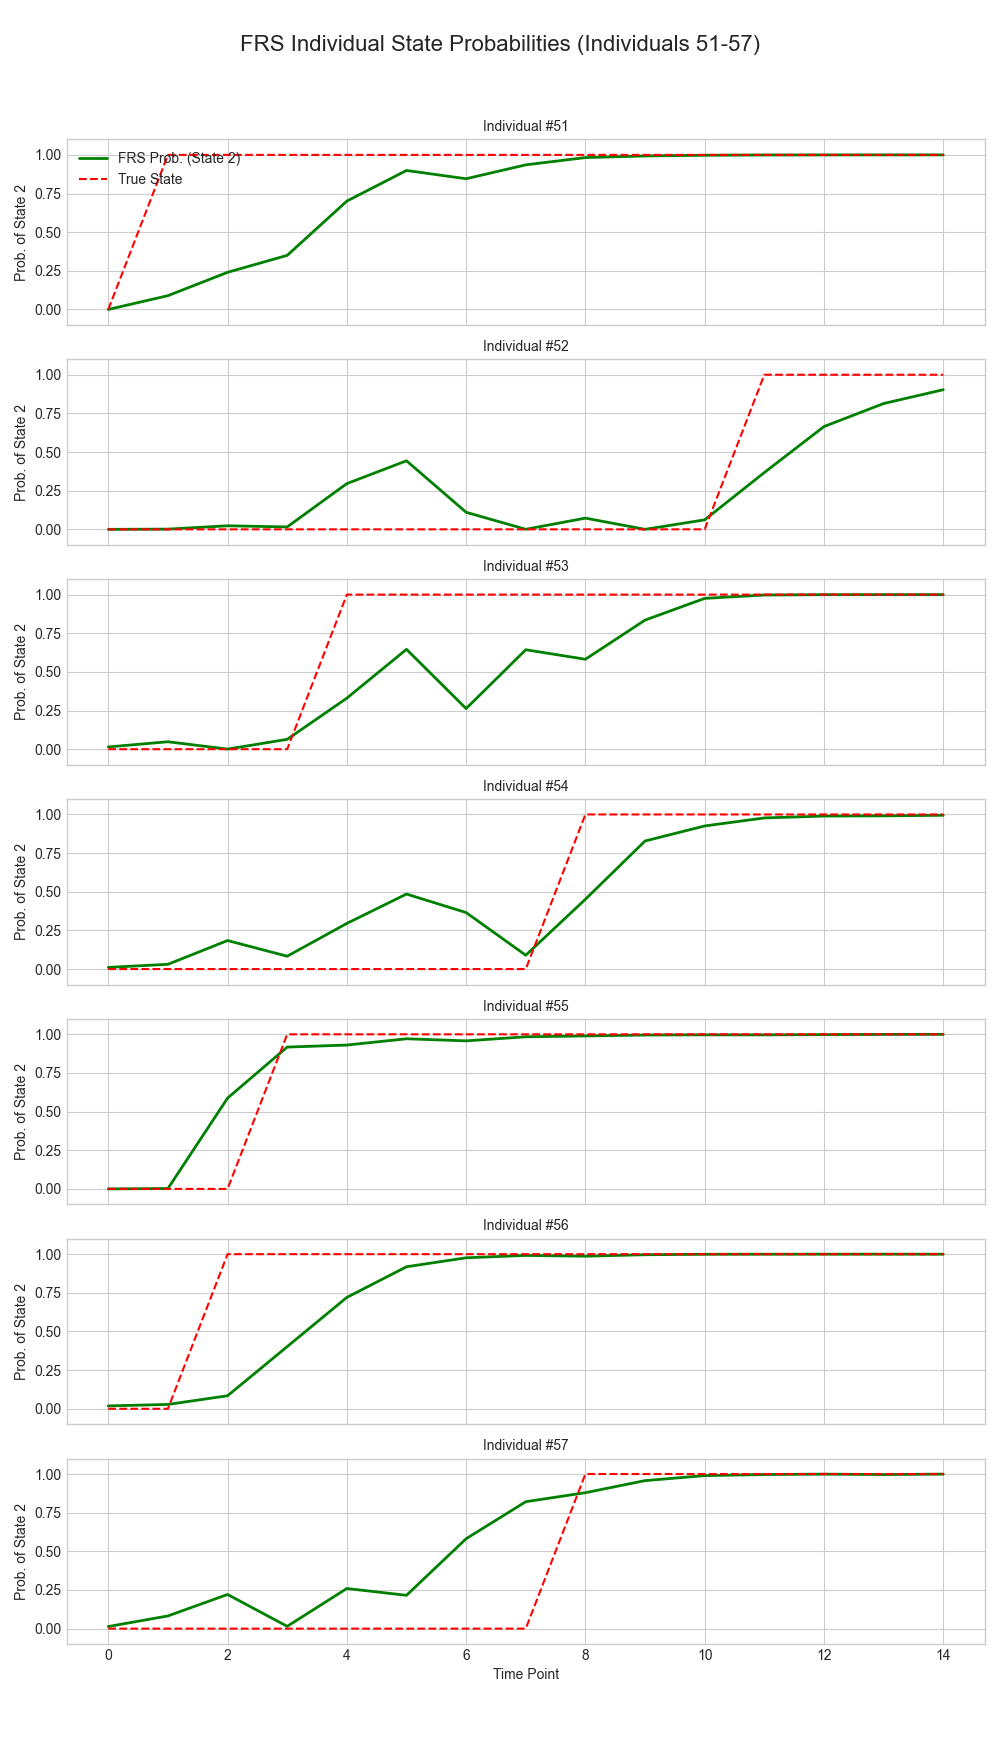 FRS Individual State Probabilities (Individuals 51-57)
Individual #51
FRS Prob. (State 2)
True State
1.00
0.75
0.50
0.25
0.00
Prob. of State 2
Individual #52
1.00
0.75
0.50
0.25
0.00
Prob. of State 2
Individual #53
1.00
0.75
0.50
0.25
0.00
Prob. of State 2
Individual #54
1.00
0.75
0.50
0.25
0.00
Prob. of State 2
Individual #55
1.00
0.75
0.50
0.25
0.00
Prob. of State 2
Individual #56
1.00
0.75
0.50
0.25
0.00
Prob. of State 2
Individual #57
1.00
0.75
0.50
0.25
0.00
Prob. of State 2
0 2 4 6 8 10 12 14
Time Point